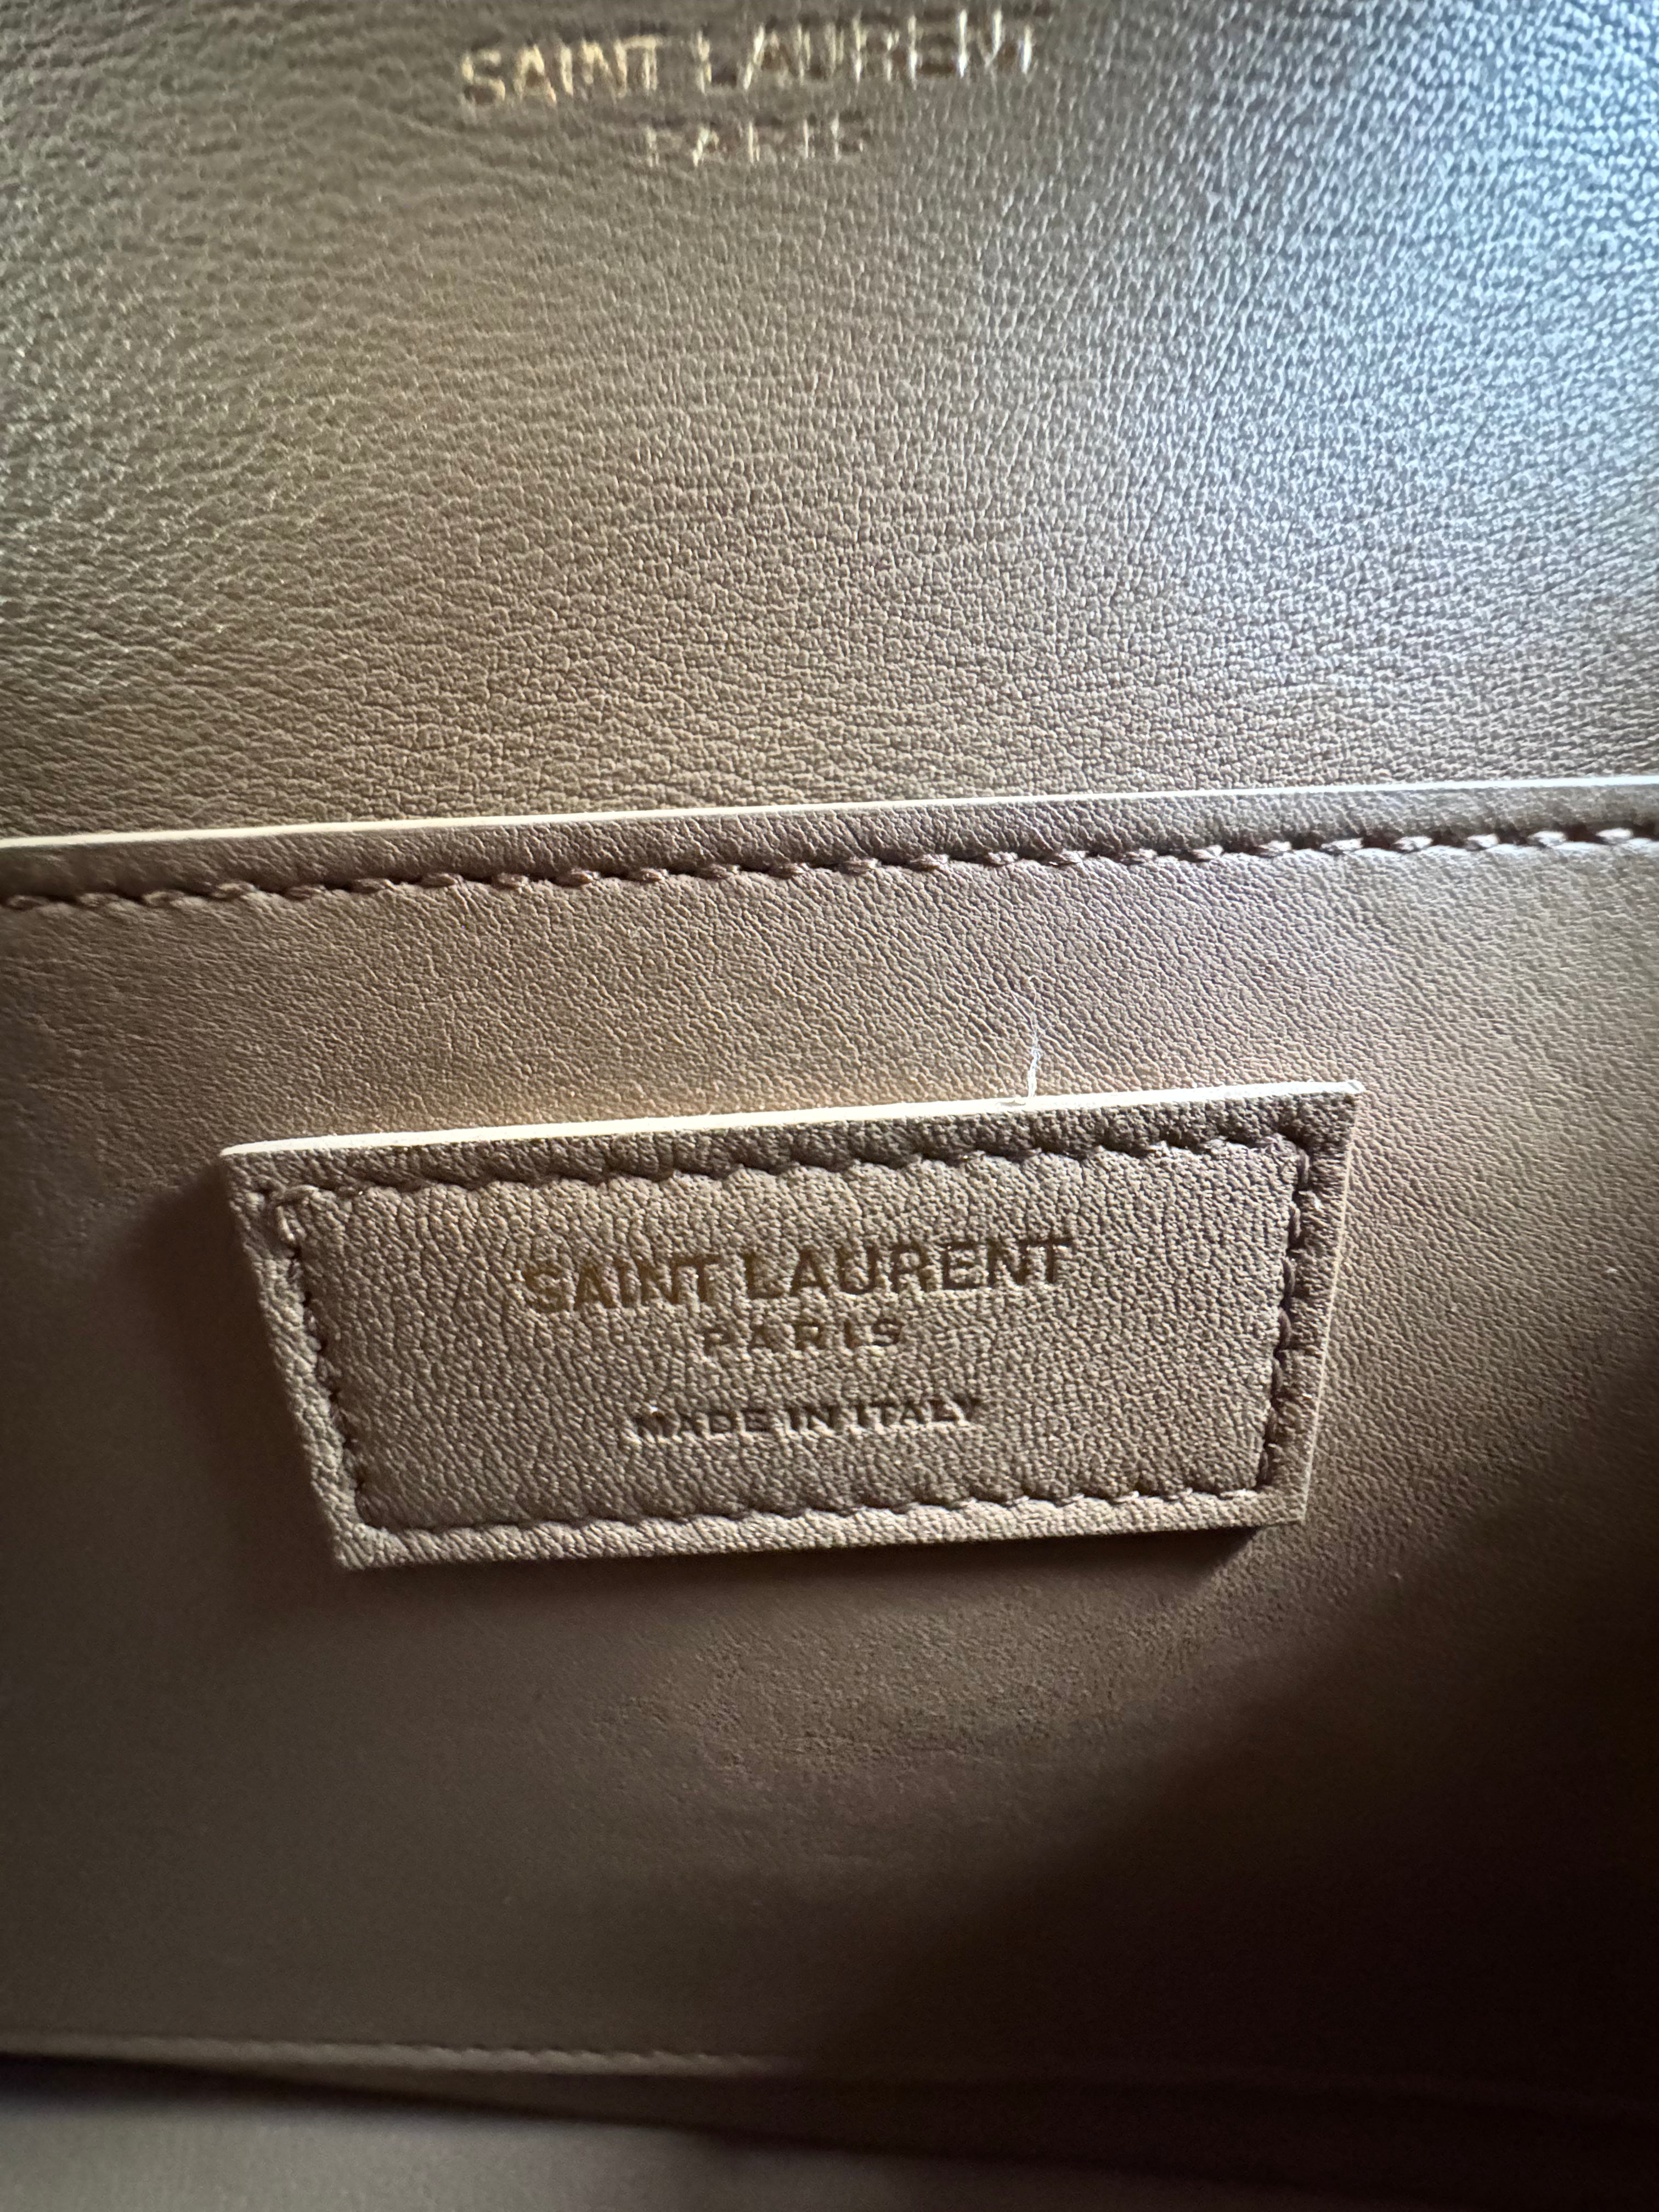 SAINT LAURENT
PARIS
SAINT LAURENT
PARIS
MADE IN ITALY